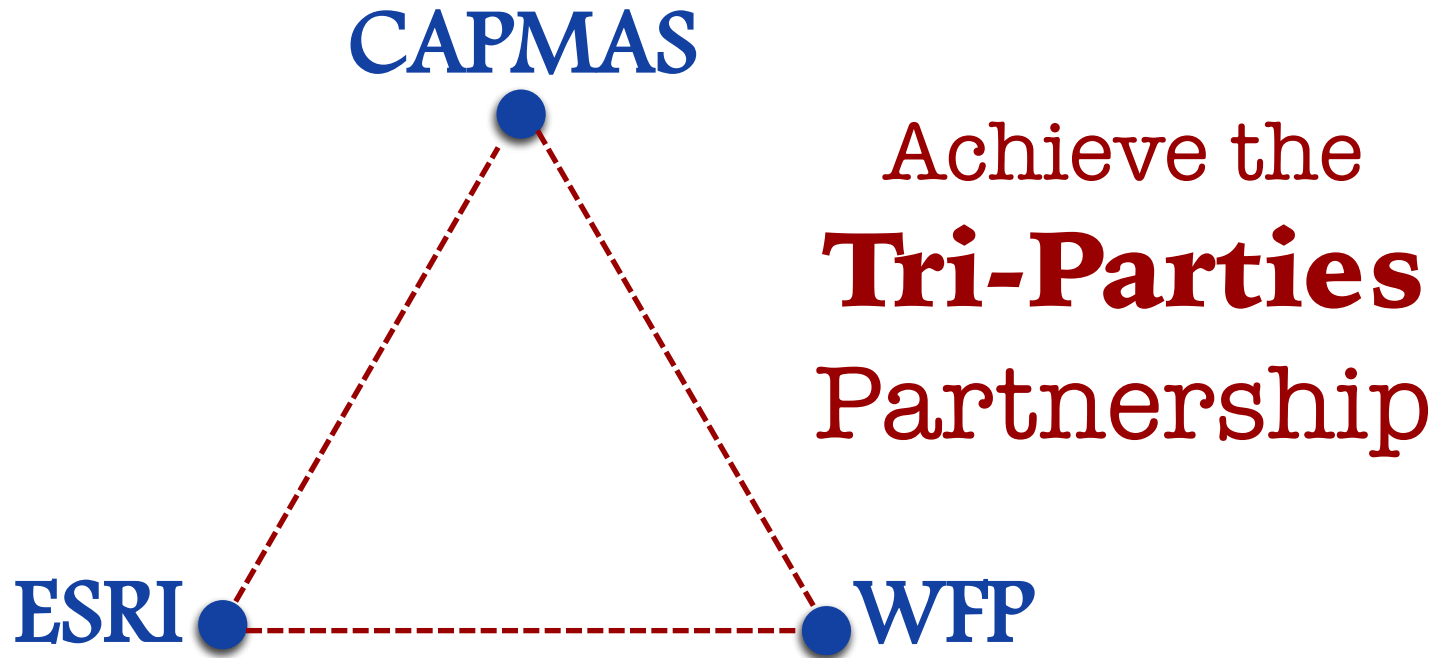 CAPMAS
Achieve the
Tri-Parties
Partnership
ESRI
WFP